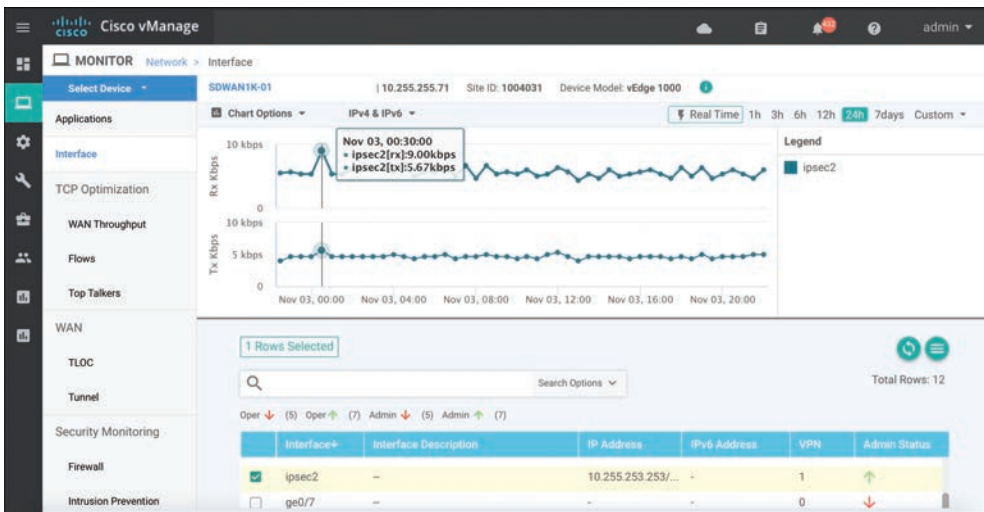 CISCO Cisco vManage
432
admin
MONITOR Network > Interface
Select Device
SDWAN1K-01 | 10.255.255.71 Site ID: 1004031 Device Model: vEdge 1000
Applications
Interface
TCP Optimization
WAN Throughput
Flows
Top Talkers
WAN
TLOC
Tunnel
Security Monitoring
Firewall
Intrusion Prevention
Chart Options IPv4 & IPv6
Real Time 1h 3h 6h 12h 24h 7days Custom
Rx Kbps
10 kbps
0
Nov 03, 00:30:00
• ipsec2[rx]:9.00kbps
• ipsec2[tx]:5.67kbps
Tx Kbps
10 kbps
5 kbps
0
Nov 03, 00:00 Nov 03, 04:00 Nov 03, 08:00 Nov 03, 12:00 Nov 03, 16:00 Nov 03, 20:00
Legend
ipsec2
1 Rows Selected
Search Options
Total Rows: 12
Oper (5) Oper (7) Admin (5) Admin (7)
Interface Interface Description IP Address IPv6 Address VPN Admin Status
ipsec2 -- 10.255.253.253/... - 1
ge0/7 -- - - 0